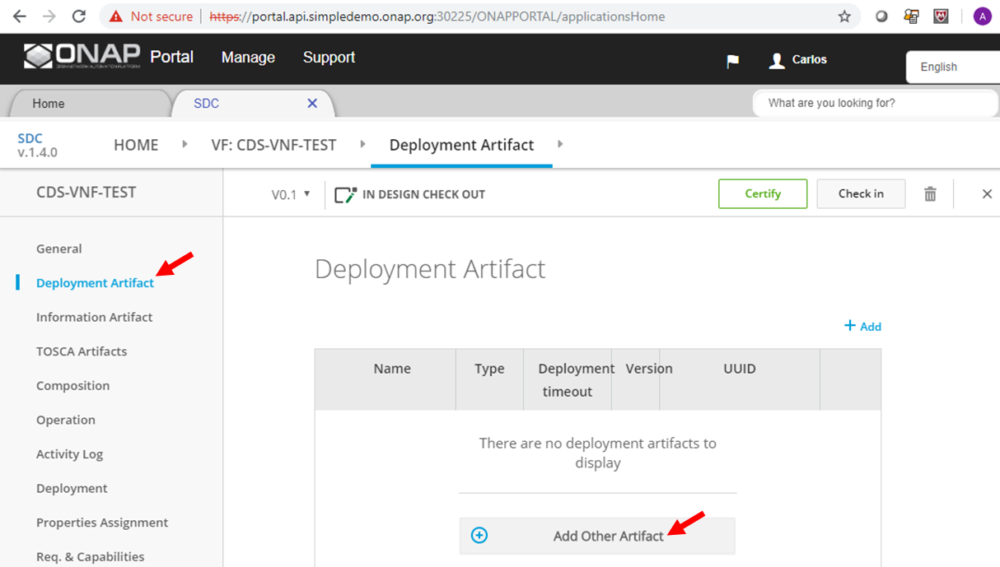 Not secure | https://portal.api.simpledemo.onap.org:30225/ONAPPORTAL/applicationsHome
A
ONAP Portal Manage Support
Carlos
English
Home
SDC
What are you looking for?
SDC
v.1.4.0
HOME
VF: CDS-VNF-TEST
Deployment Artifact
CDS-VNF-TEST
V0.1
IN DESIGN CHECK OUT
Certify
Check in
General
Deployment Artifact
Information Artifact
TOSCA Artifacts
Composition
Operation
Activity Log
Deployment
Properties Assignment
Req. & Capabilities
Deployment Artifact
+ Add
Name
Type
Deployment
timeout
Version
UUID
There are no deployment artifacts to
display
Add Other Artifact